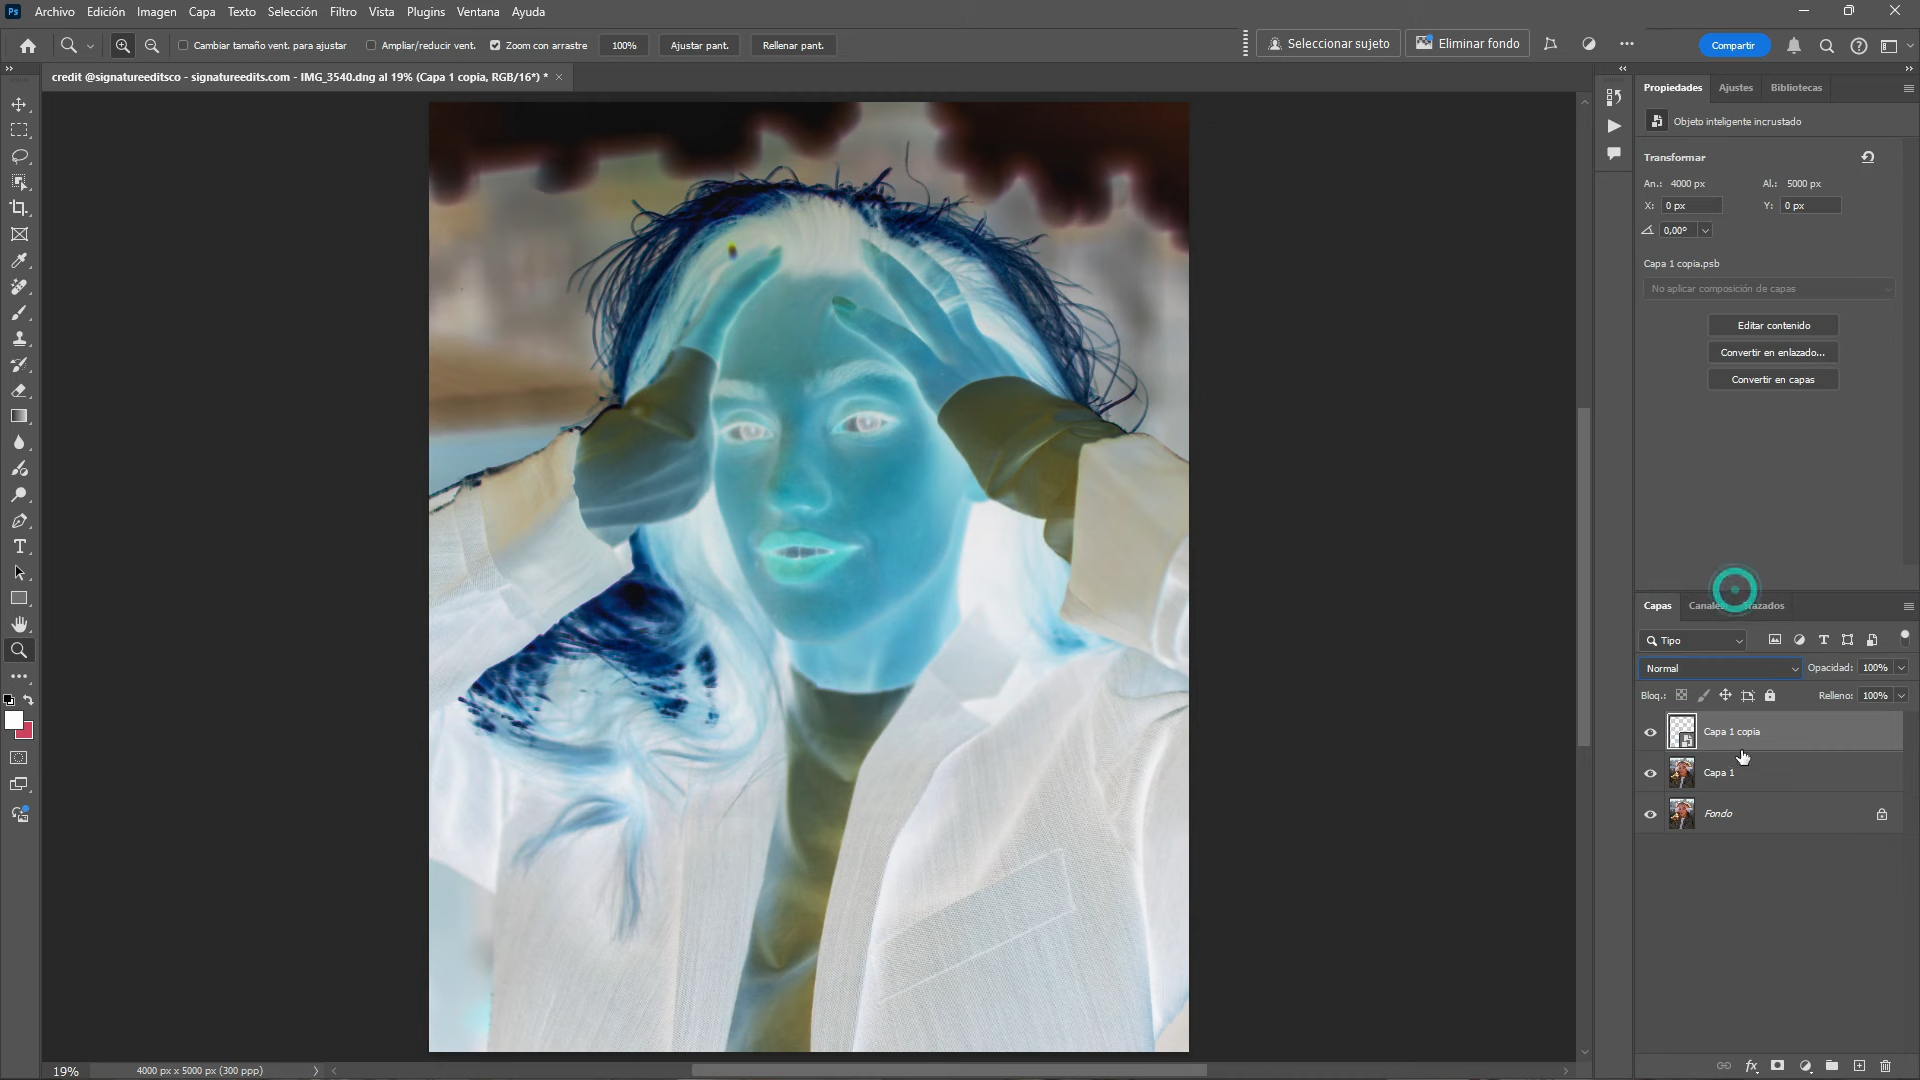 Ps Archivo Edición Imagen Capa Texto Selección Filtro Vista Plugins Ventana Ayuda
Cambiar tamaño vent. para ajustar Ampliar/reducir vent. Zoom con arrastre 100% Ajustar pant. Rellenar pant. Seleccionar sujeto Eliminar fondo Compartir
credit @signatureeditsco - signatureedits.com - IMG_3540.dng al 19% (Capa 1 copia, RGB/16*) *
Propiedades Ajustes Bibliotecas
Objeto inteligente incrustado
Transformar
An.: 4000 px Al.: 5000 px
X: 0 px Y: 0 px
0,00°
Capa 1 copia.psb
No aplicar composición de capas
Editar contenido
Convertir en enlazado...
Convertir en capas
Capas Canales Trazados
Tipo
Normal Opacidad: 100%
Bloq.: Relleno: 100%
Capa 1 copia
Capa 1
Fondo
19% 4000 px x 5000 px (300 ppp)